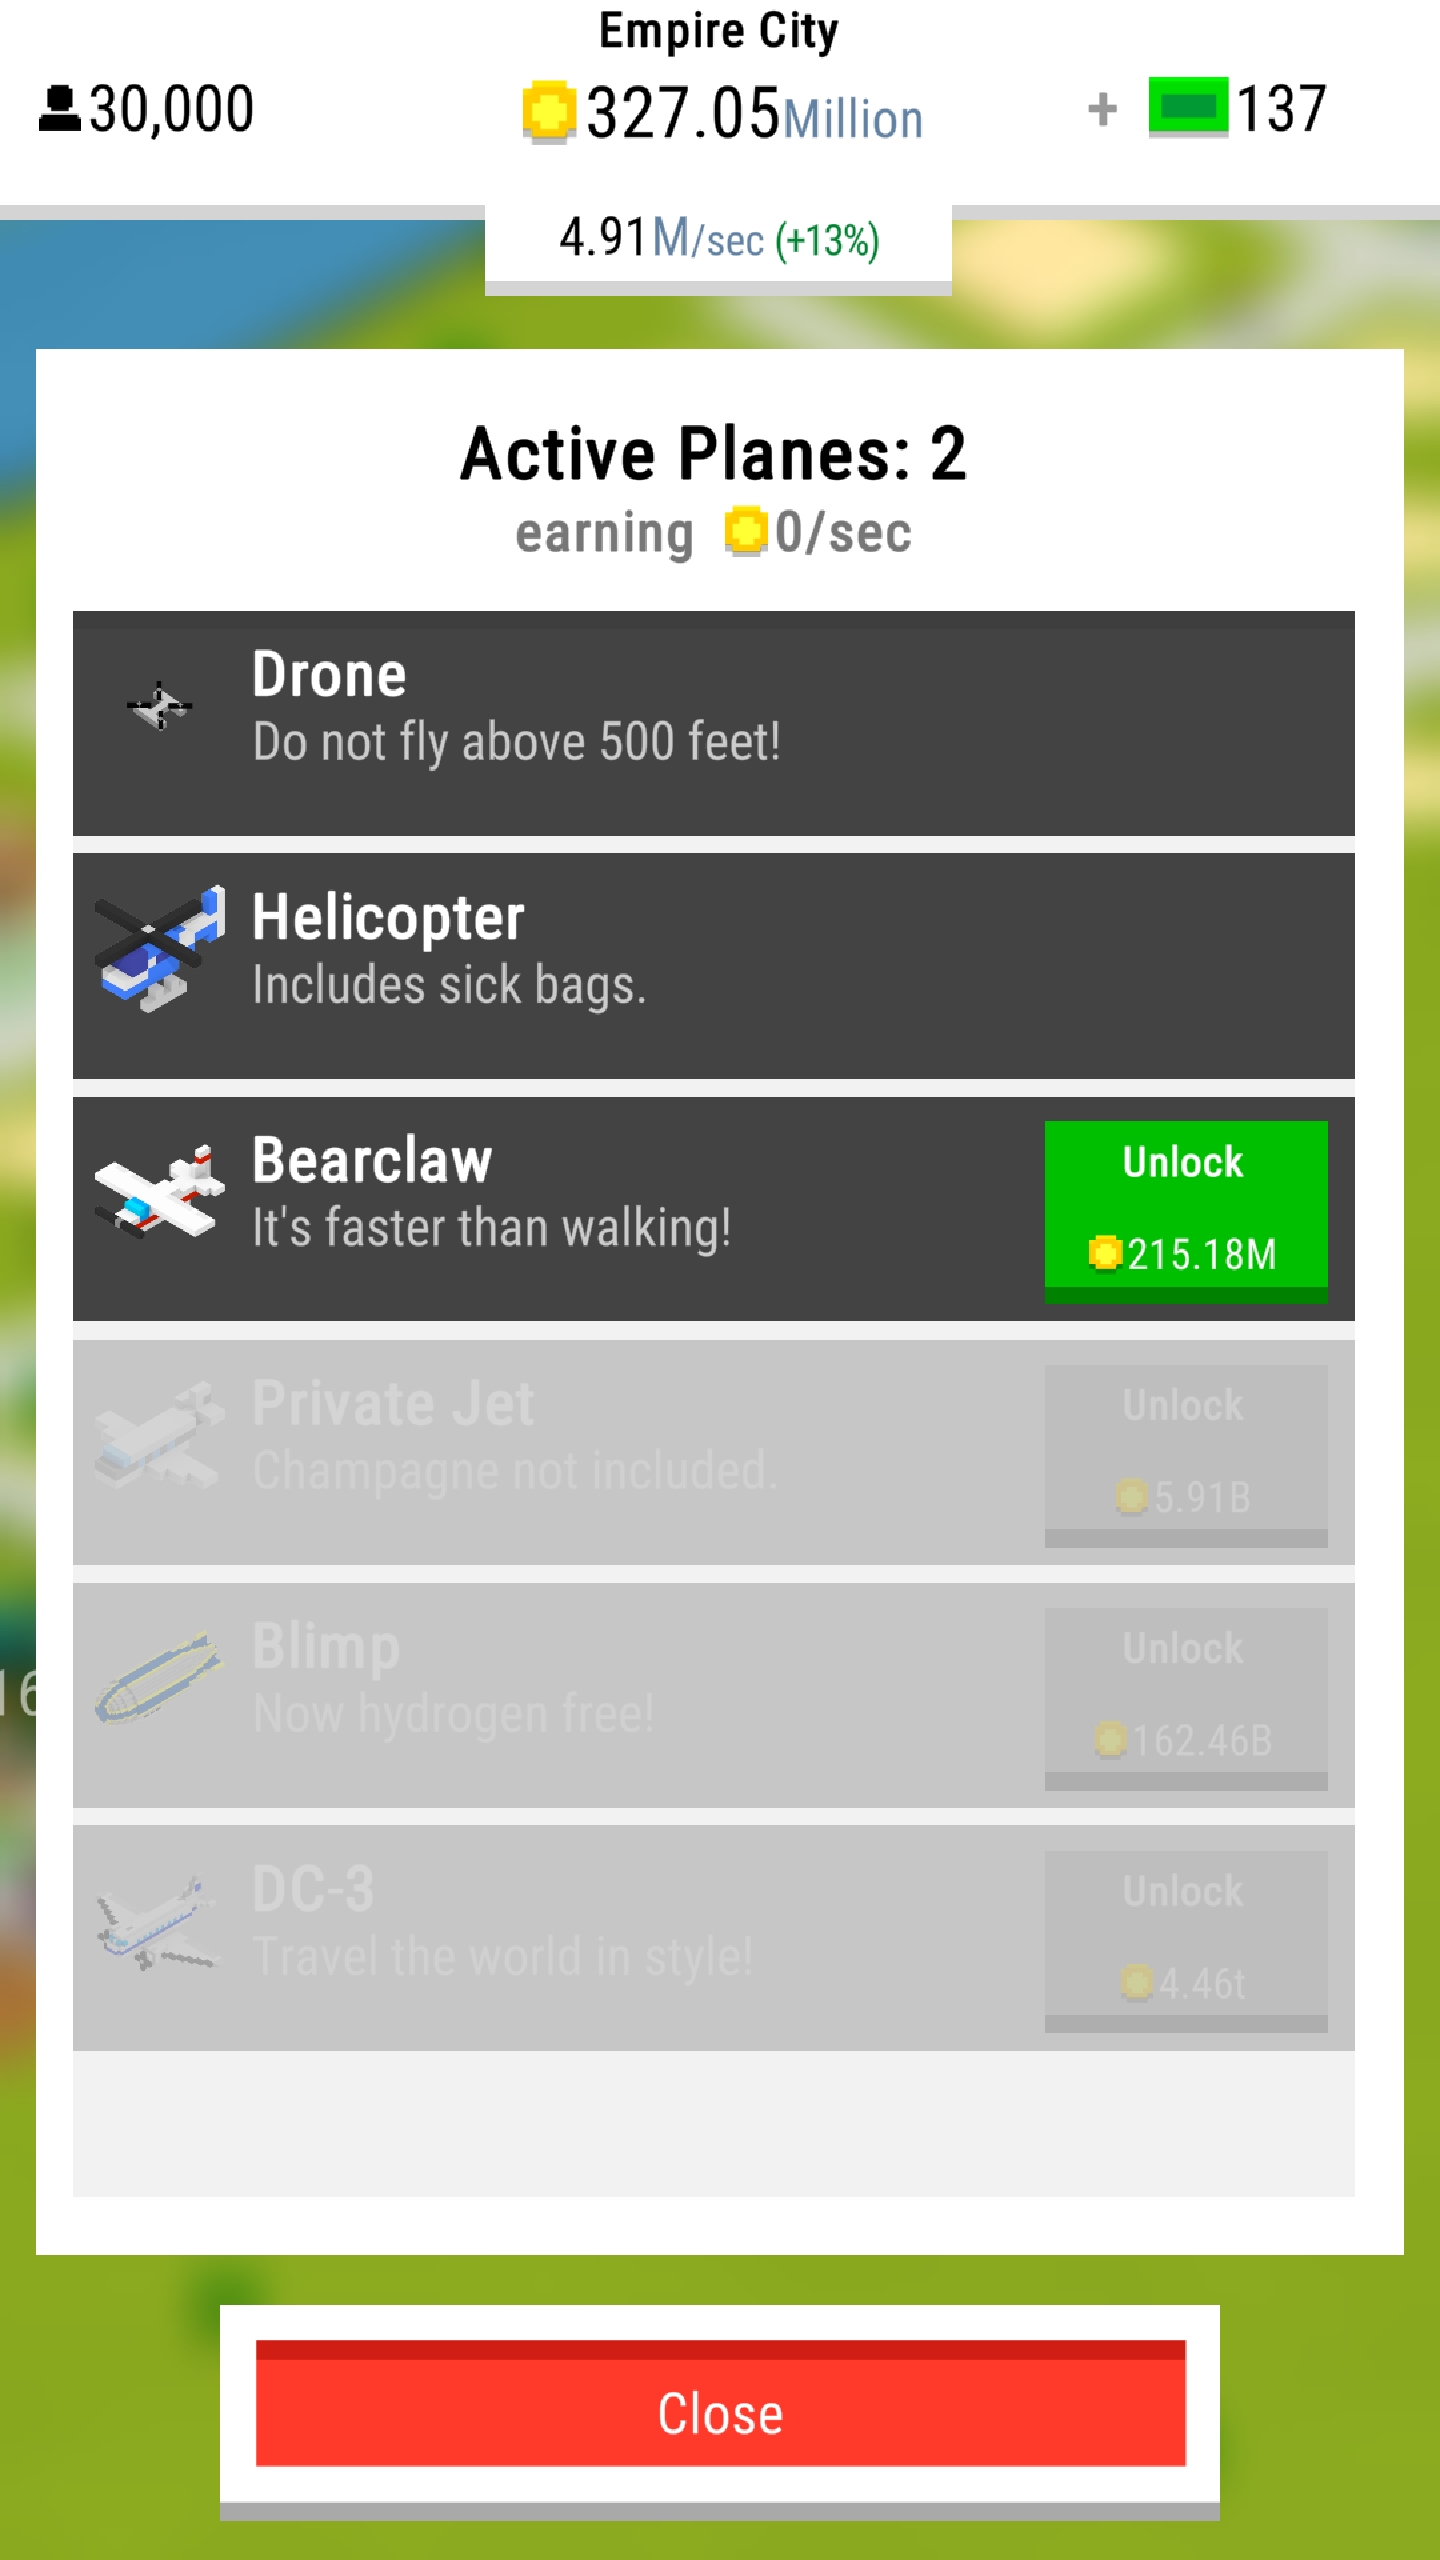 Empire City
30,000
327.05Million
+ 137
4.91M/sec (+13%)
Active Planes: 2
earning 0/sec
Drone
Do not fly above 500 feet!
Helicopter
Includes sick bags.
Bearclaw
It's faster than walking!
Unlock
215.18M
Private Jet
Champagne not included.
Unlock
5.91B
Blimp
Now hydrogen free!
Unlock
162.46B
16
DC-3
Travel the world in style!
Unlock
4.46t
Close